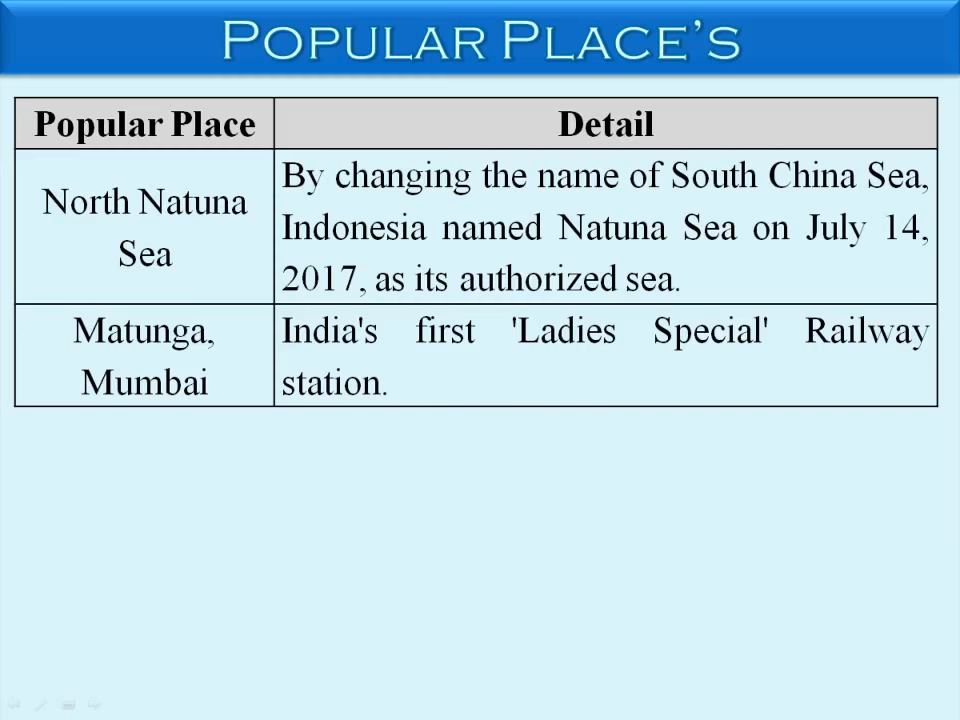 POPULAR PLACE'S
Popular Place Detail
North Natuna
Sea
By changing the name of South China Sea,
Indonesia named Natuna Sea on July 14,
2017, as its authorized sea.
Matunga,
Mumbai
India's first 'Ladies Special' Railway
station.